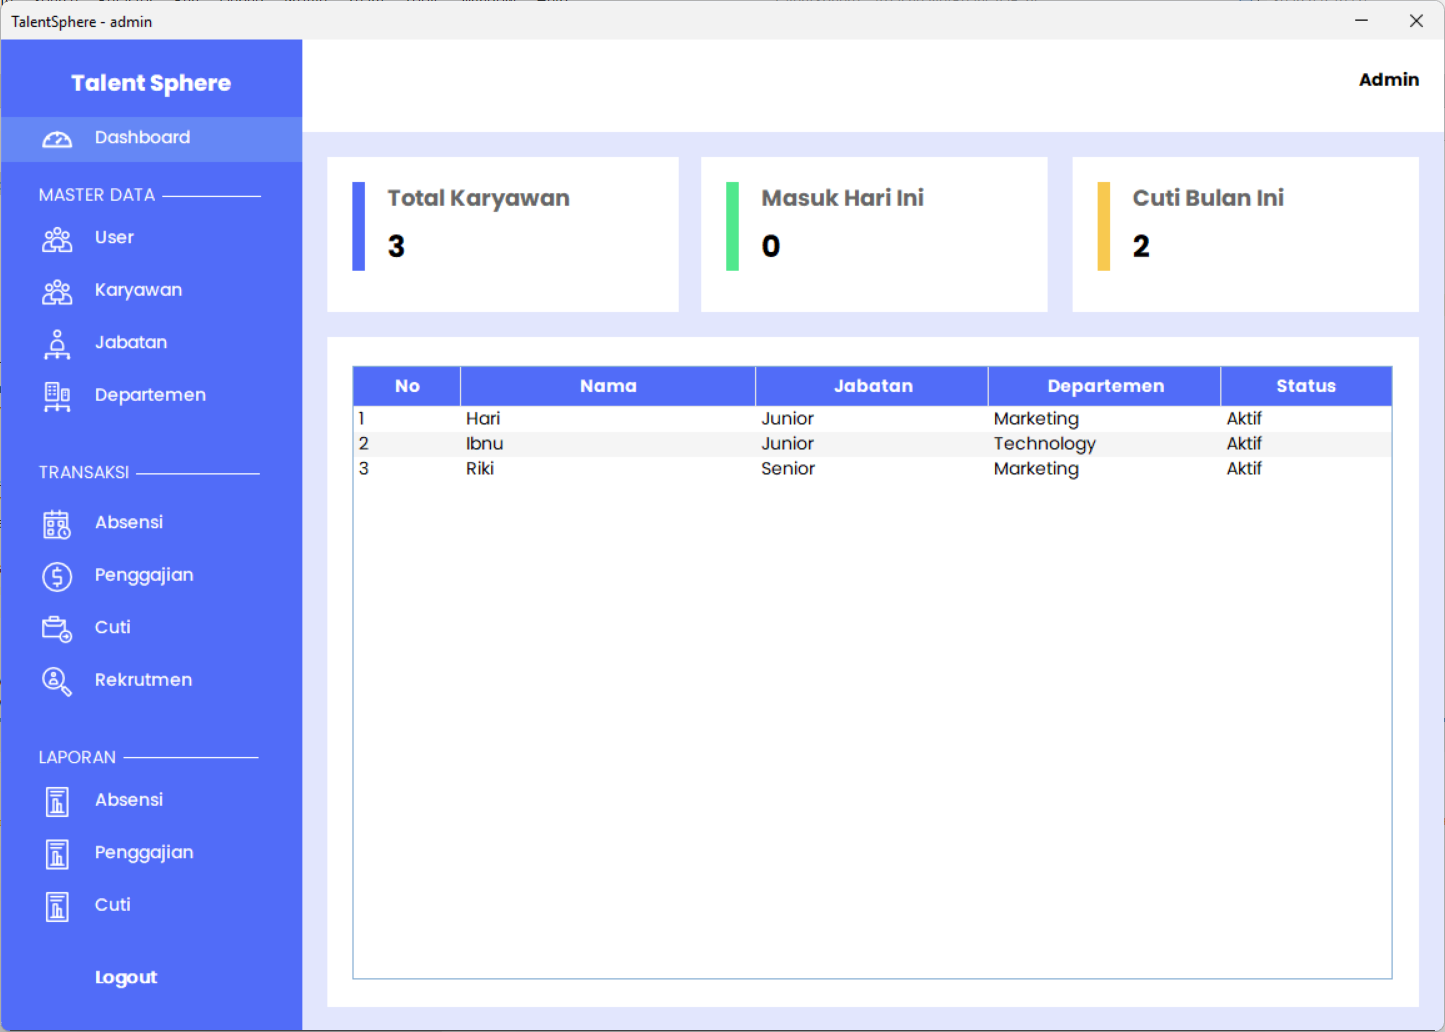 TalentSphere - admin
Talent Sphere
Admin
Dashboard
MASTER DATA
User
Karyawan
Jabatan
Departemen
TRANSAKSI
Absensi
Penggajian
Cuti
Rekrutmen
LAPORAN
Absensi
Penggajian
Cuti
Logout
Total Karyawan
3
Masuk Hari Ini
0
Cuti Bulan Ini
2
No Nama Jabatan Departemen Status
1 Hari Junior Marketing Aktif
2 Ibnu Junior Technology Aktif
3 Riki Senior Marketing Aktif